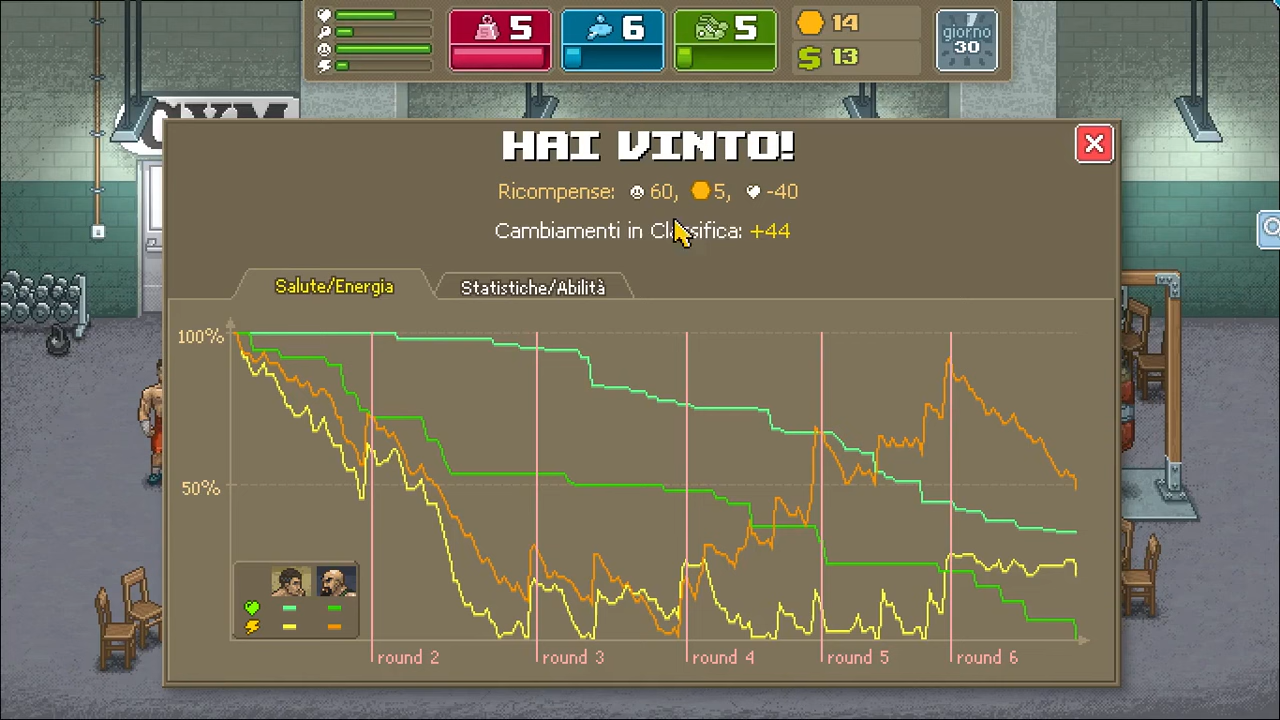 5 6 5 14
13
giorno
30
GYM
HAI VINTO!
Ricompense: 60, 5, -40
Cambiamenti in Classifica: +44
Salute/Energia Statistiche/Abilità
100%
50%
round 2 round 3 round 4 round 5 round 6